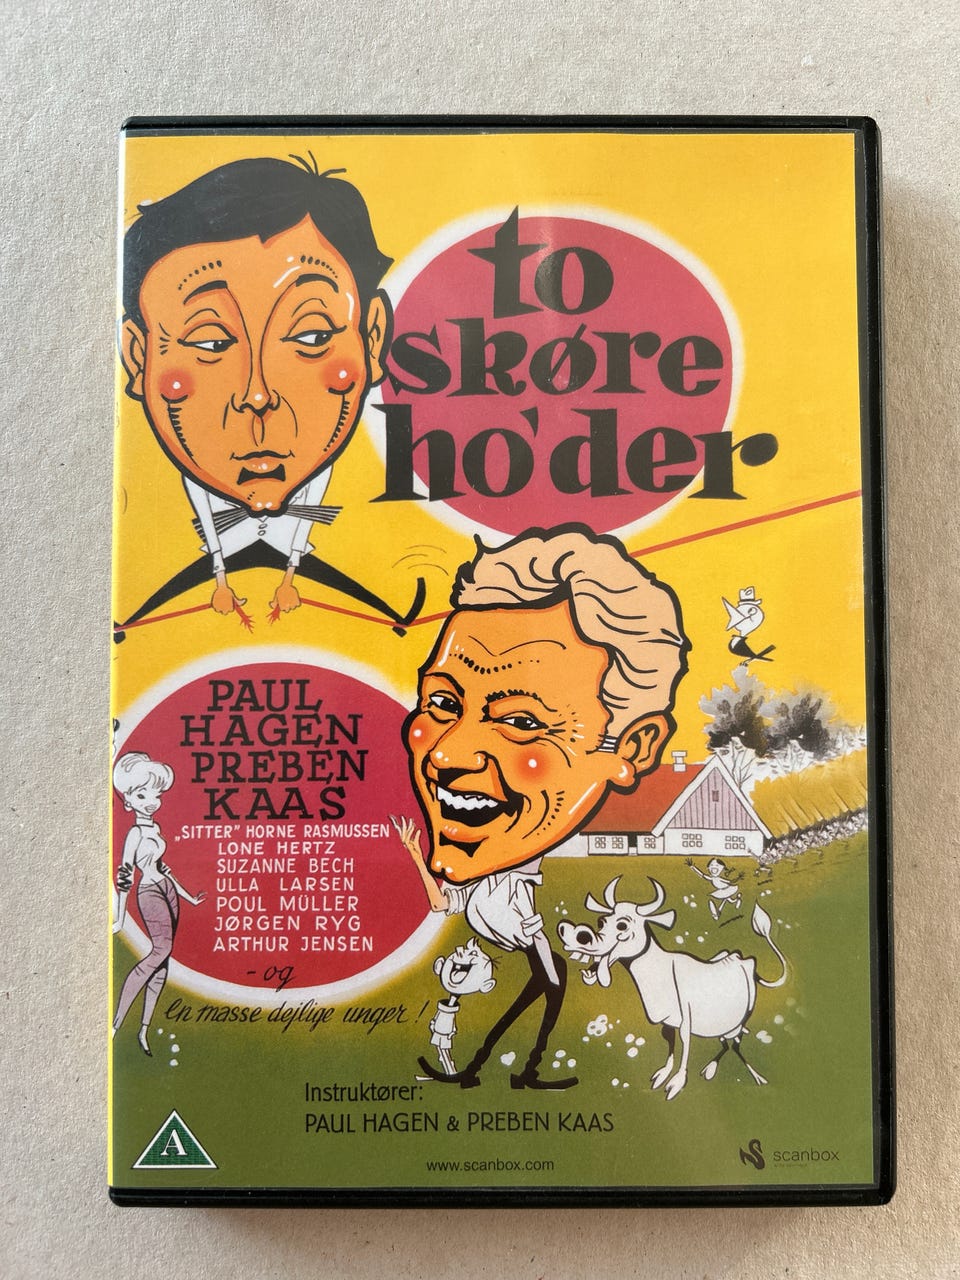 to
skøre
ho'der
PAUL
HAGEN
PREBEN
KAAS
„SITTER" HORNE RASMUSSEN
LONE HERTZ
SUZANNE BECH
ULLA LARSEN
POUL MÜLLER
JØRGEN RYG
ARTHUR JENSEN
- og
en masse dejlige unger!
Instruktører:
PAUL HAGEN & PREBEN KAAS
A
www.scanbox.com
scanbox